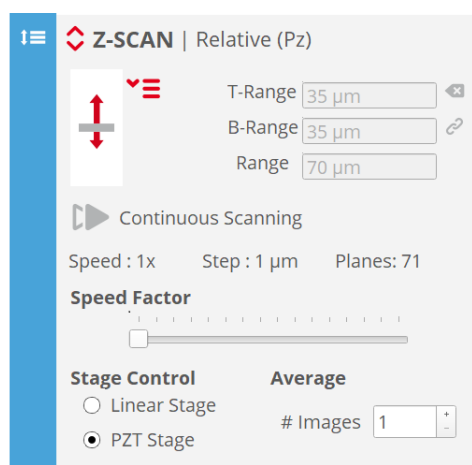 Z-SCAN | Relative (Pz)
T-Range 35 µm
B-Range 35 µm
Range 70 µm
Continuous Scanning
Speed : 1x Step : 1 µm Planes: 71
Speed Factor
Stage Control Average
Linear Stage
# Images 1
PZT Stage